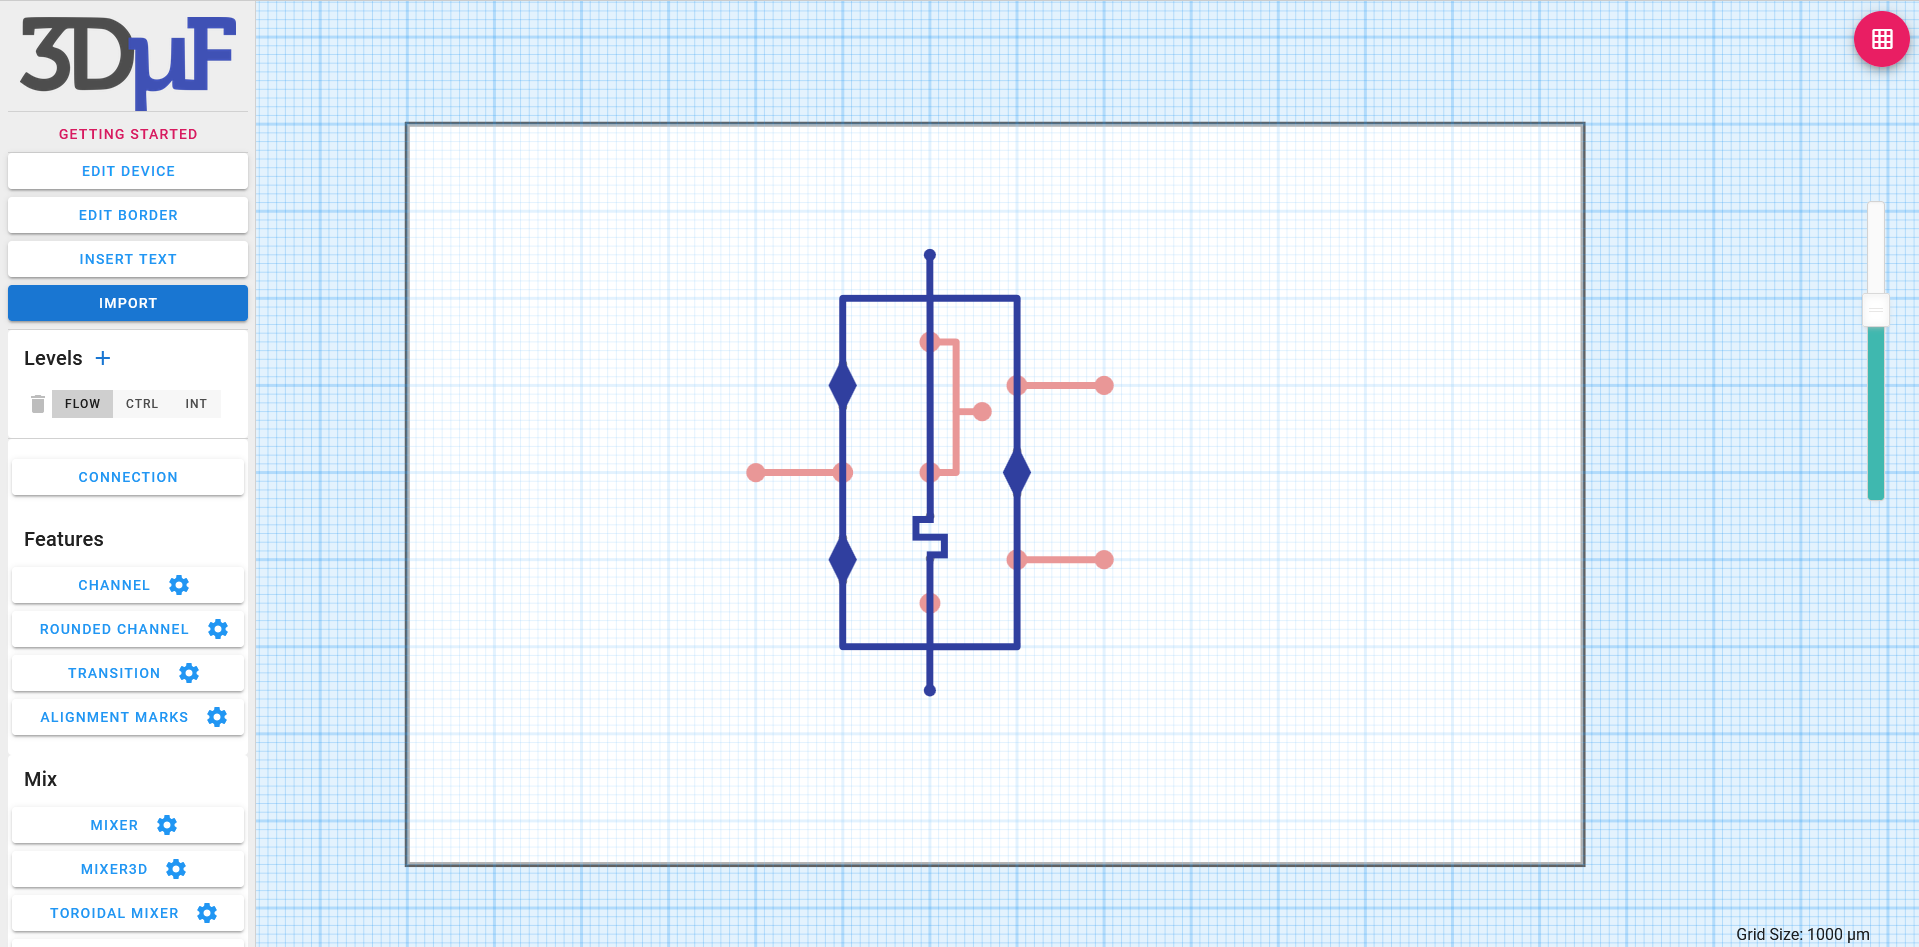 3DµF
GETTING STARTED
EDIT DEVICE
EDIT BORDER
INSERT TEXT
IMPORT
Levels +
FLOW CTRL INT
CONNECTION
Features
CHANNEL
ROUNDED CHANNEL
TRANSITION
ALIGNMENT MARKS
Mix
MIXER
MIXER3D
TOROIDAL MIXER
Grid Size: 1000 µm